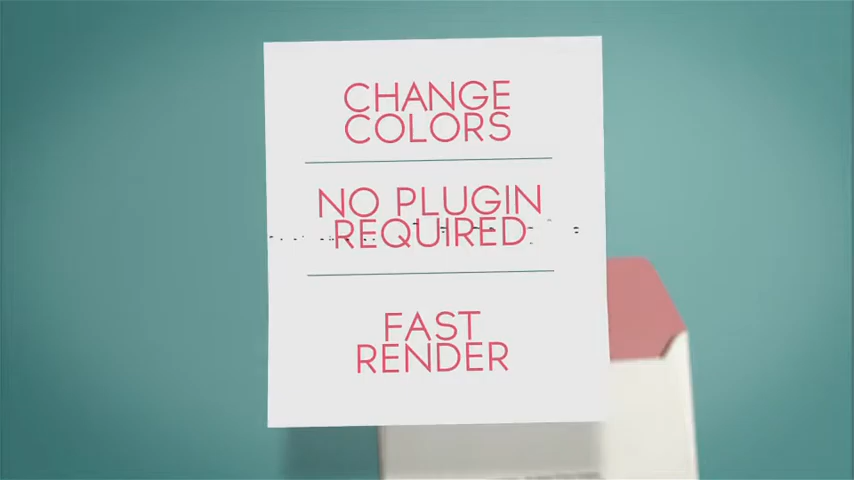 CHANGE
COLORS
NO PLUGIN
REQUIRED
FAST
RENDER